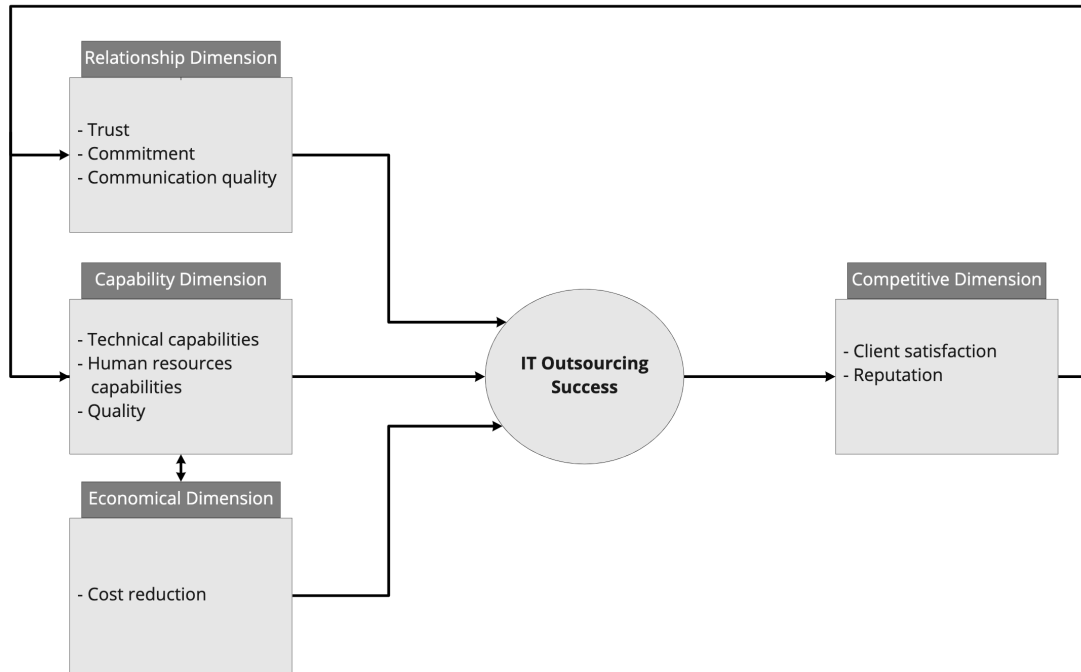 Relationship Dimension
- Trust
- Commitment
- Communication quality
Capability Dimension
- Technical capabilities
- Human resources
capabilities
- Quality
Economical Dimension
- Cost reduction
IT Outsourcing
Success
Competitive Dimension
- Client satisfaction
- Reputation